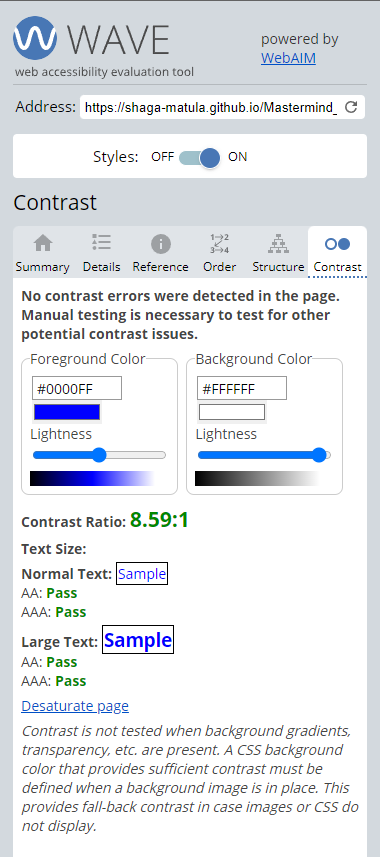 WAVE
web accessibility evaluation tool
powered by
WebAIM
Address: https://shaga-matula.github.io/Mastermind_
Styles: OFF ON
Contrast
Summary Details Reference Order Structure Contrast
No contrast errors were detected in the page.
Manual testing is necessary to test for other
potential contrast issues.
Foreground Color
#0000FF
Lightness
Background Color
#FFFFFF
Lightness
Contrast Ratio: 8.59:1
Text Size:
Normal Text: Sample
AA: Pass
AAA: Pass
Large Text: Sample
AA: Pass
AAA: Pass
Desaturate page
Contrast is not tested when background gradients,
transparency, etc. are present. A CSS background
color that provides sufficient contrast must be
defined when a background image is in place. This
provides fall-back contrast in case images or CSS do
not display.